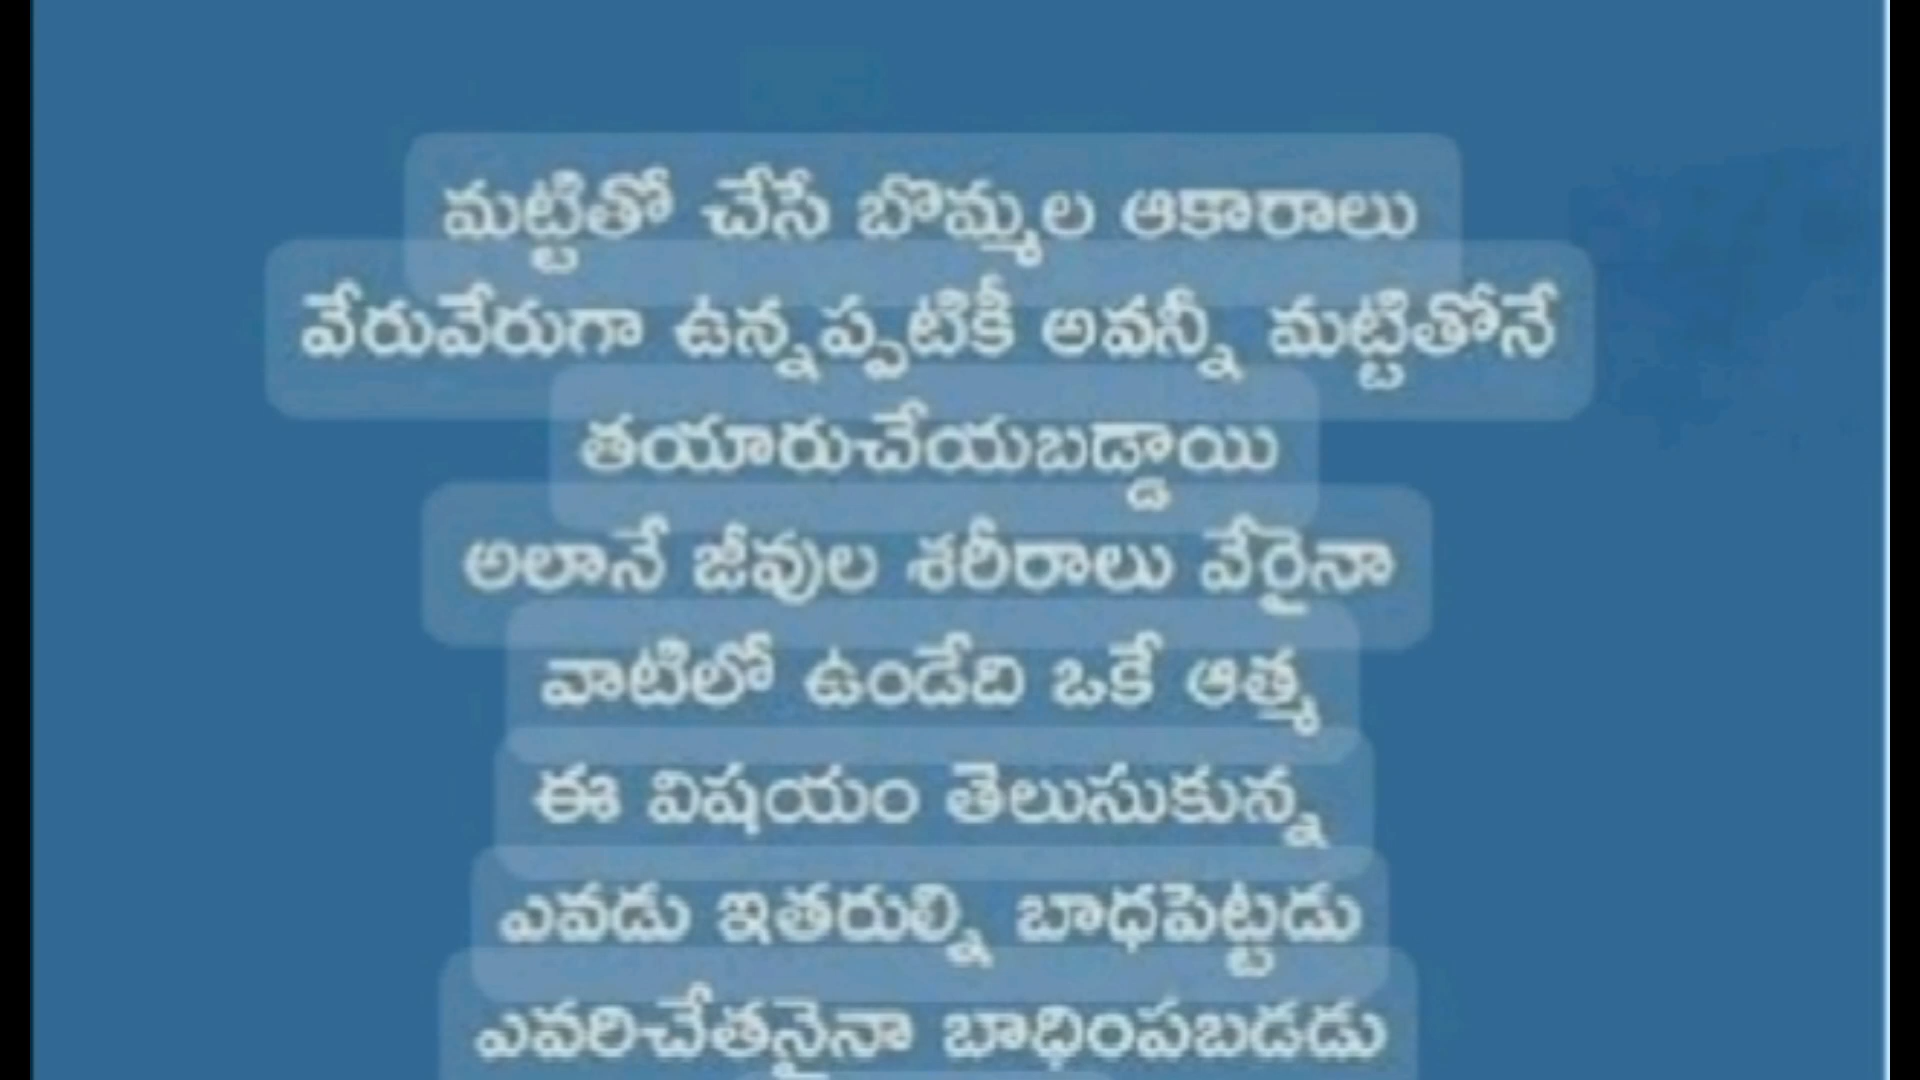 మట్టితో చేసే బొమ్మల ఆకారాలు
వేరువేరుగా ఉన్నప్పటికీ అవన్నీ మట్టితోనే
తయారుచేయబడ్డాయి
అలానే జీవుల శరీరాలు వేరైనా
వాటిలో ఉండేది ఒకే ఆత్మ
ఈ విషయం తెలుసుకున్న
ఎవడు ఇతరుల్ని బాధపెట్టడు
ఎవరిచేతనైనా బాధింపబడడు